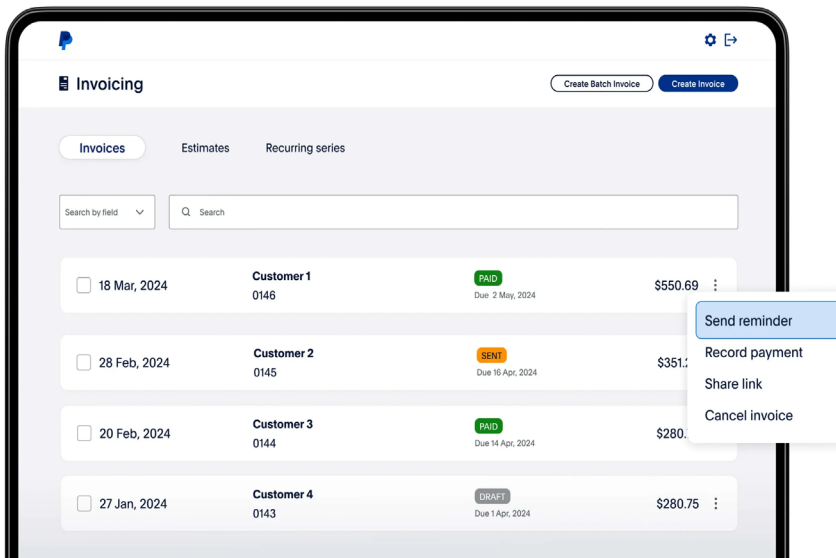 Invoicing
Create Batch Invoice
Create Invoice
Invoices
Estimates
Recurring series
Search by field
Search
18 Mar, 2024
Customer 1
0146
PAID
Due 2 May, 2024
$550.69
Send reminder
Record payment
Share link
Cancel invoice
28 Feb, 2024
Customer 2
0145
SENT
Due 16 Apr, 2024
20 Feb, 2024
Customer 3
0144
PAID
Due 14 Apr, 2024
27 Jan, 2024
Customer 4
0143
DRAFT
Due 1 Apr, 2024
$280.75